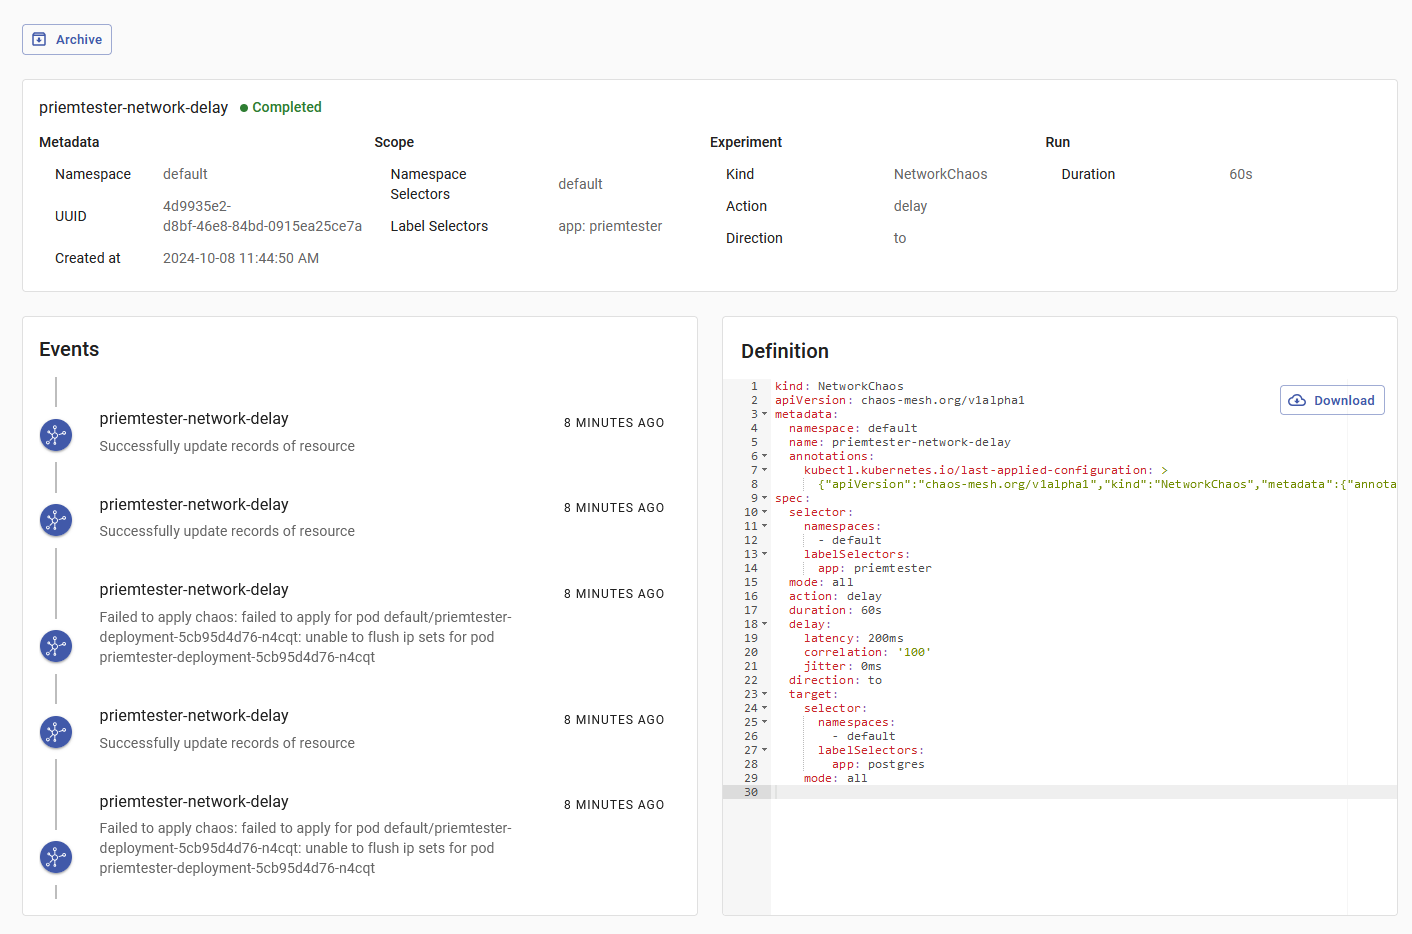 Archive
priemtester-network-delay Completed
Metadata
Namespace default
UUID 4d9935e2-
d8bf-46e8-84bd-0915ea25ce7a
Created at 2024-10-08 11:44:50 AM
Scope
Namespace
Selectors default
Label Selectors app: priemtester
Experiment
Kind NetworkChaos
Action delay
Direction to
Run
Duration 60s
Events
priemtester-network-delay 8 MINUTES AGO
Successfully update records of resource
priemtester-network-delay 8 MINUTES AGO
Successfully update records of resource
priemtester-network-delay 8 MINUTES AGO
Failed to apply chaos: failed to apply for pod default/priemtester-
deployment-5cb95d4d76-n4cqt: unable to flush ip sets for pod
priemtester-deployment-5cb95d4d76-n4cqt
priemtester-network-delay 8 MINUTES AGO
Successfully update records of resource
priemtester-network-delay 8 MINUTES AGO
Failed to apply chaos: failed to apply for pod default/priemtester-
deployment-5cb95d4d76-n4cqt: unable to flush ip sets for pod
priemtester-deployment-5cb95d4d76-n4cqt
Definition
Download
1 kind: NetworkChaos
2 apiVersion: chaos-mesh.org/v1alpha1
3 metadata:
4 namespace: default
5 name: priemtester-network-delay
6 annotations:
7 kubectl.kubernetes.io/last-applied-configuration: >
8 {"apiVersion":"chaos-mesh.org/v1alpha1","kind":"NetworkChaos","metadata":{"annota
9 spec:
10 selector:
11 namespaces:
12 - default
13 labelSelectors:
14 app: priemtester
15 mode: all
16 action: delay
17 duration: 60s
18 delay:
19 latency: 200ms
20 correlation: '100'
21 jitter: 0ms
22 direction: to
23 target:
24 selector:
25 namespaces:
26 - default
27 labelSelectors:
28 app: postgres
29 mode: all
30